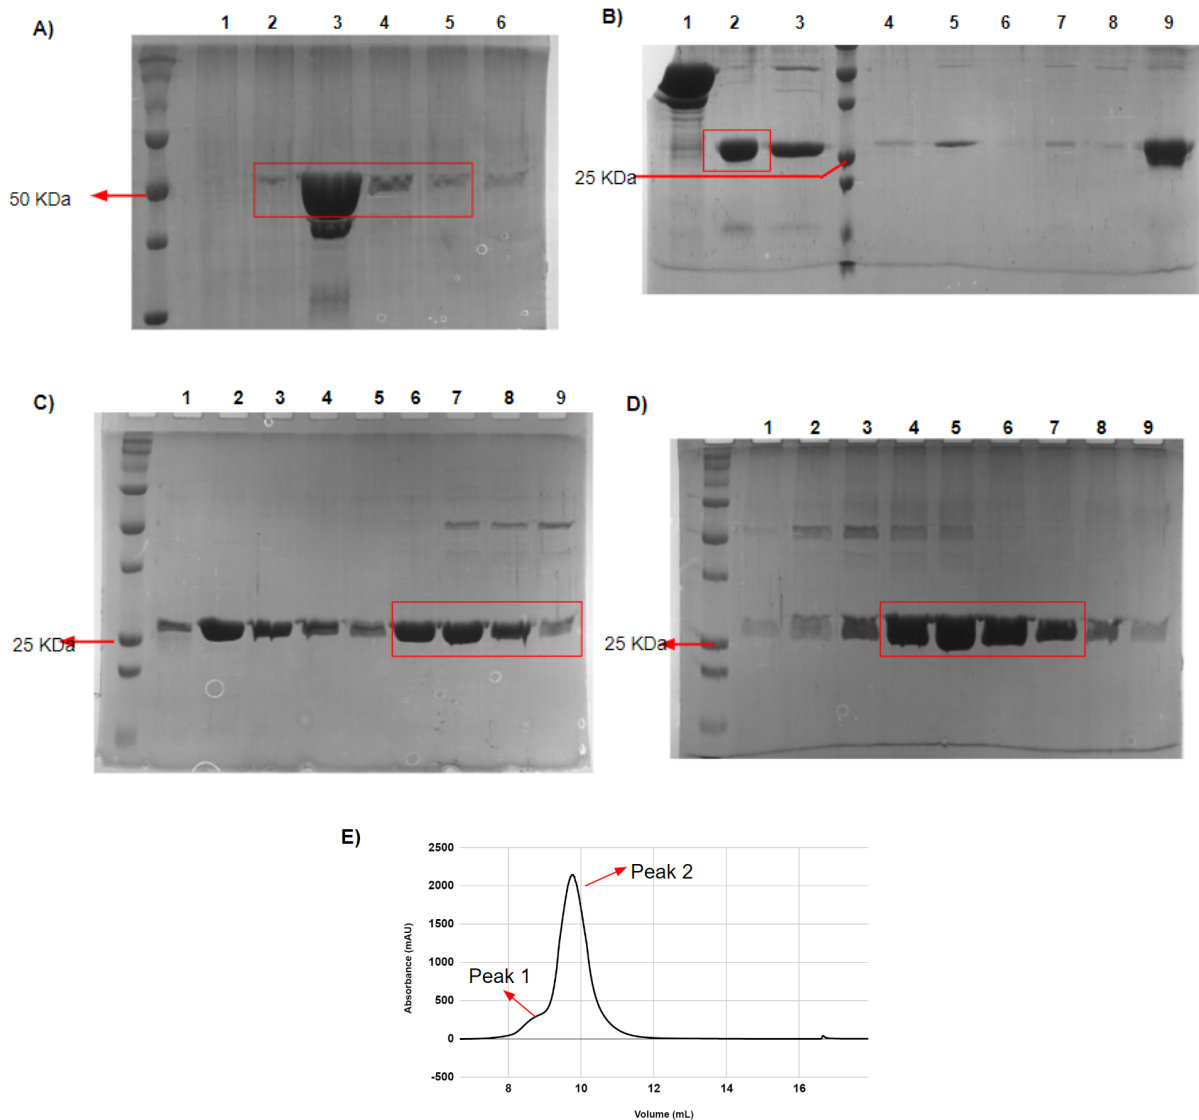 A)
1 2 3 4 5 6
50 KDa
B)
1 2 3 4 5 6 7 8 9
25 KDa
C)
1 2 3 4 5 6 7 8 9
25 KDa
D)
1 2 3 4 5 6 7 8 9
25 KDa
E)
2500
2000
1500
1000
500
0
-500
Absorbance (mAU)
Peak 2
Peak 1
8 10 12 14 16
Volume (mL)